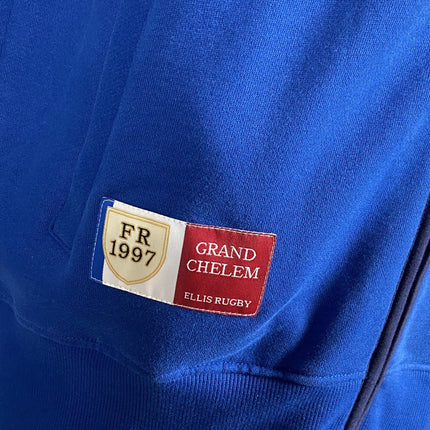 FR
1997
GRAND
CHELEM
ELLIS RUGBY